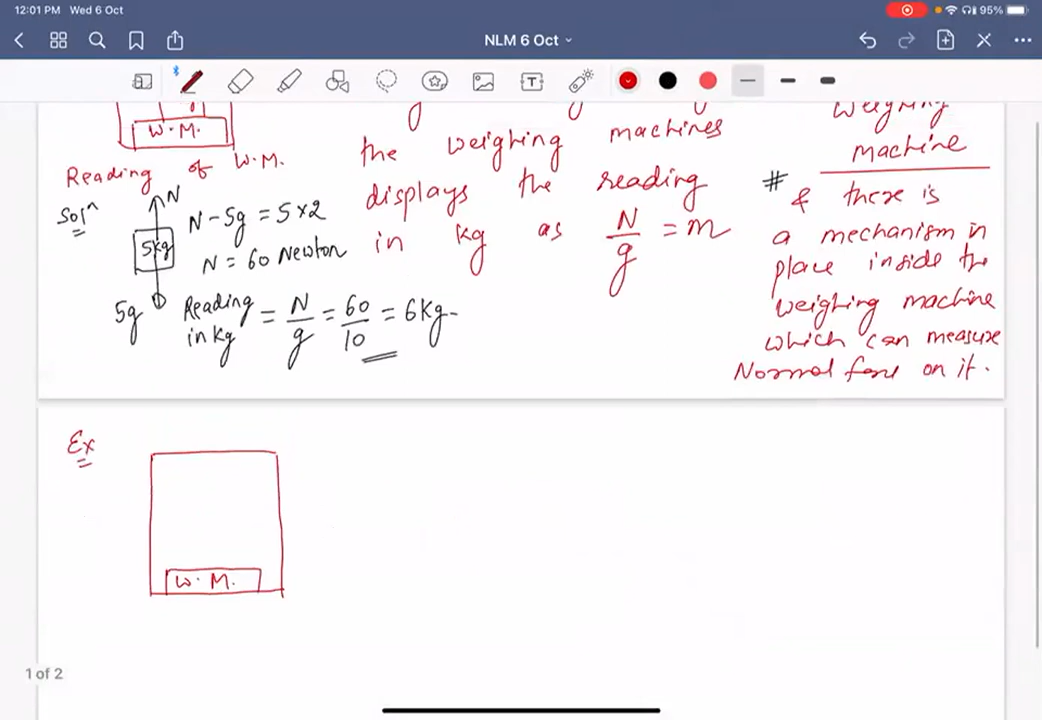 12:01 PM Wed 6 Oct
95%
NLM 6 Oct
T
W.M.
Reading of W.M.
Solⁿ
N
5kg
5g
N - 5g = 5 × 2
N = 60 Newton
Reading in kg = N/g = 60/10 = 6 kg
the weighing machines
displays the reading
in kg as N/g = m
Weighing
machine
# & there is
a mechanism in
place inside the
weighing machine
which can measure
Normal force on it.
Ex
W.M.
1 of 2